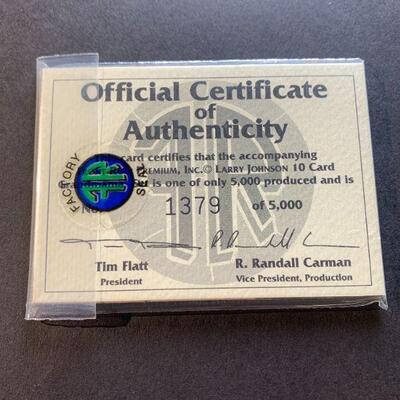 Official Certificate
of
Authenticity
card certifies that the accompanying
Premium, Inc.© Larry Johnson 10 Card
is one of only 5,000 produced and is
1379 of 5,000
Tim Flatt
President
R. Randall Carman
Vice President, Production
FACTORY
SEAL